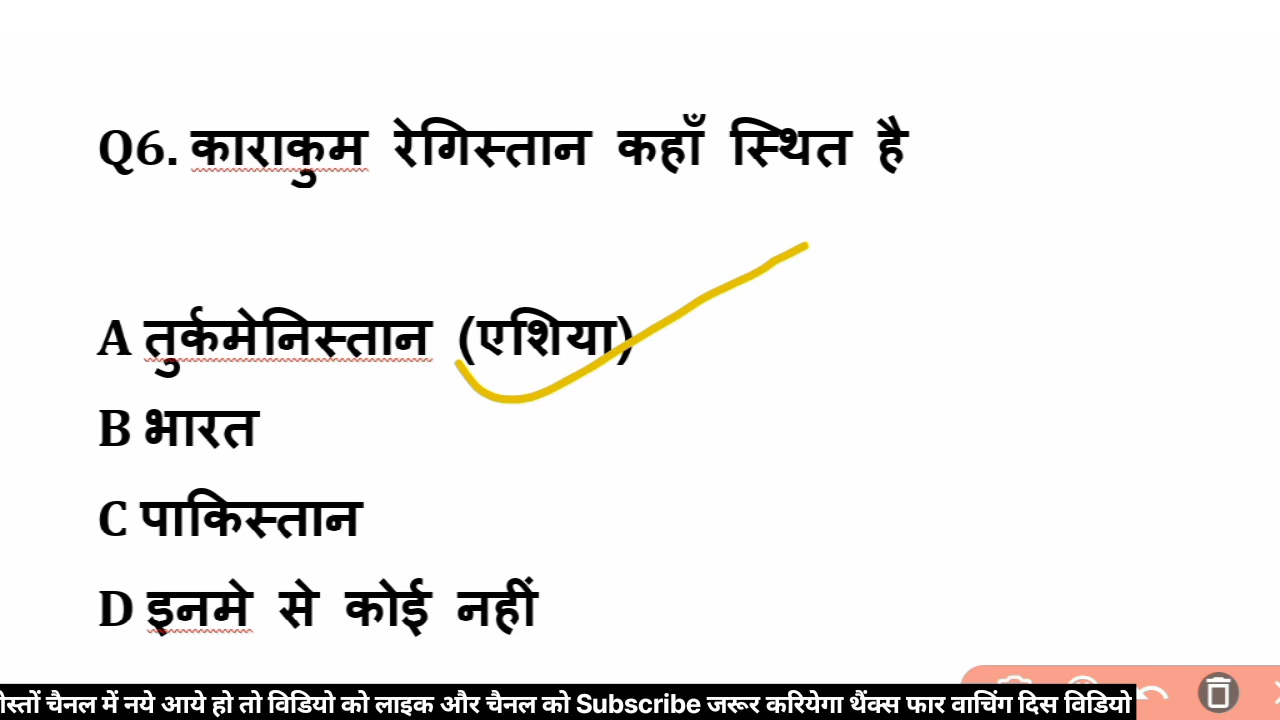 Q6. काराकुम रेगिस्तान कहाँ स्थित है
A तुर्कमेनिस्तान (एशिया)
B भारत
C पाकिस्तान
D इनमे से कोई नहीं
चैनल में नये आये हो तो विडियो को लाइक और चैनल को Subscribe जरूर करियेगा थैंक्स फार वाचिंग दिस विडियो